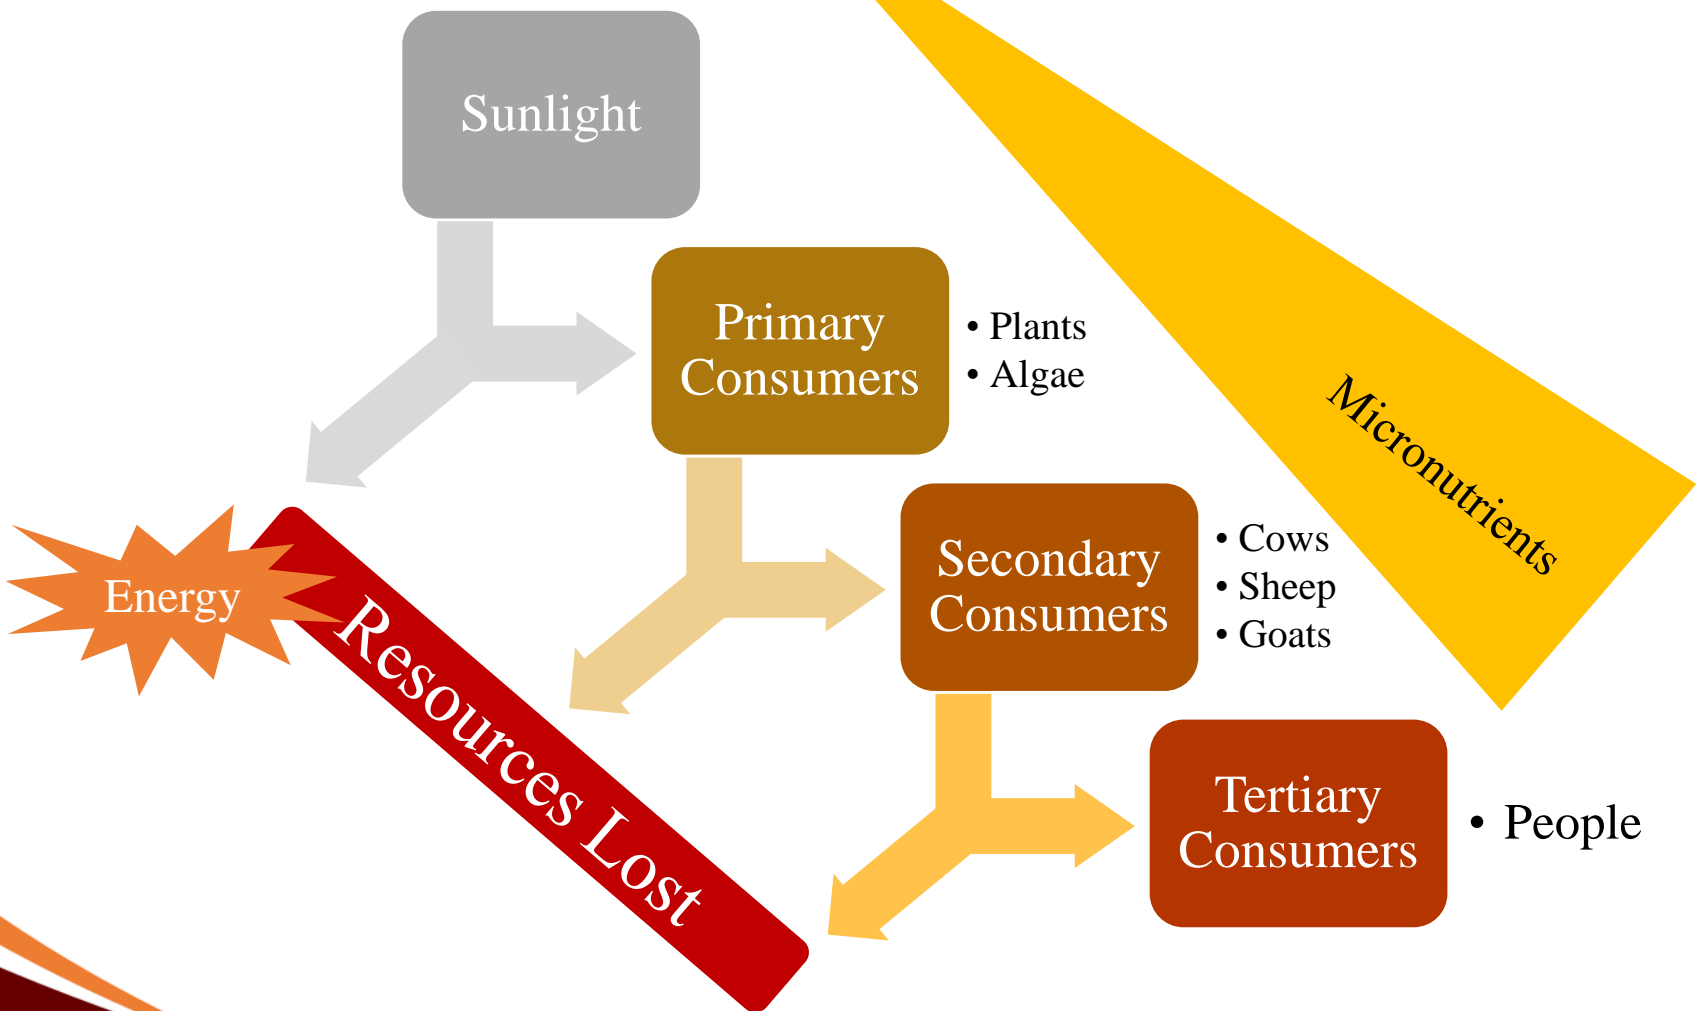 Sunlight
Primary
Consumers
• Plants
• Algae
Micronutrients
Secondary
Consumers
• Cows
• Sheep
• Goats
Energy
Resources Lost
Tertiary
Consumers
• People